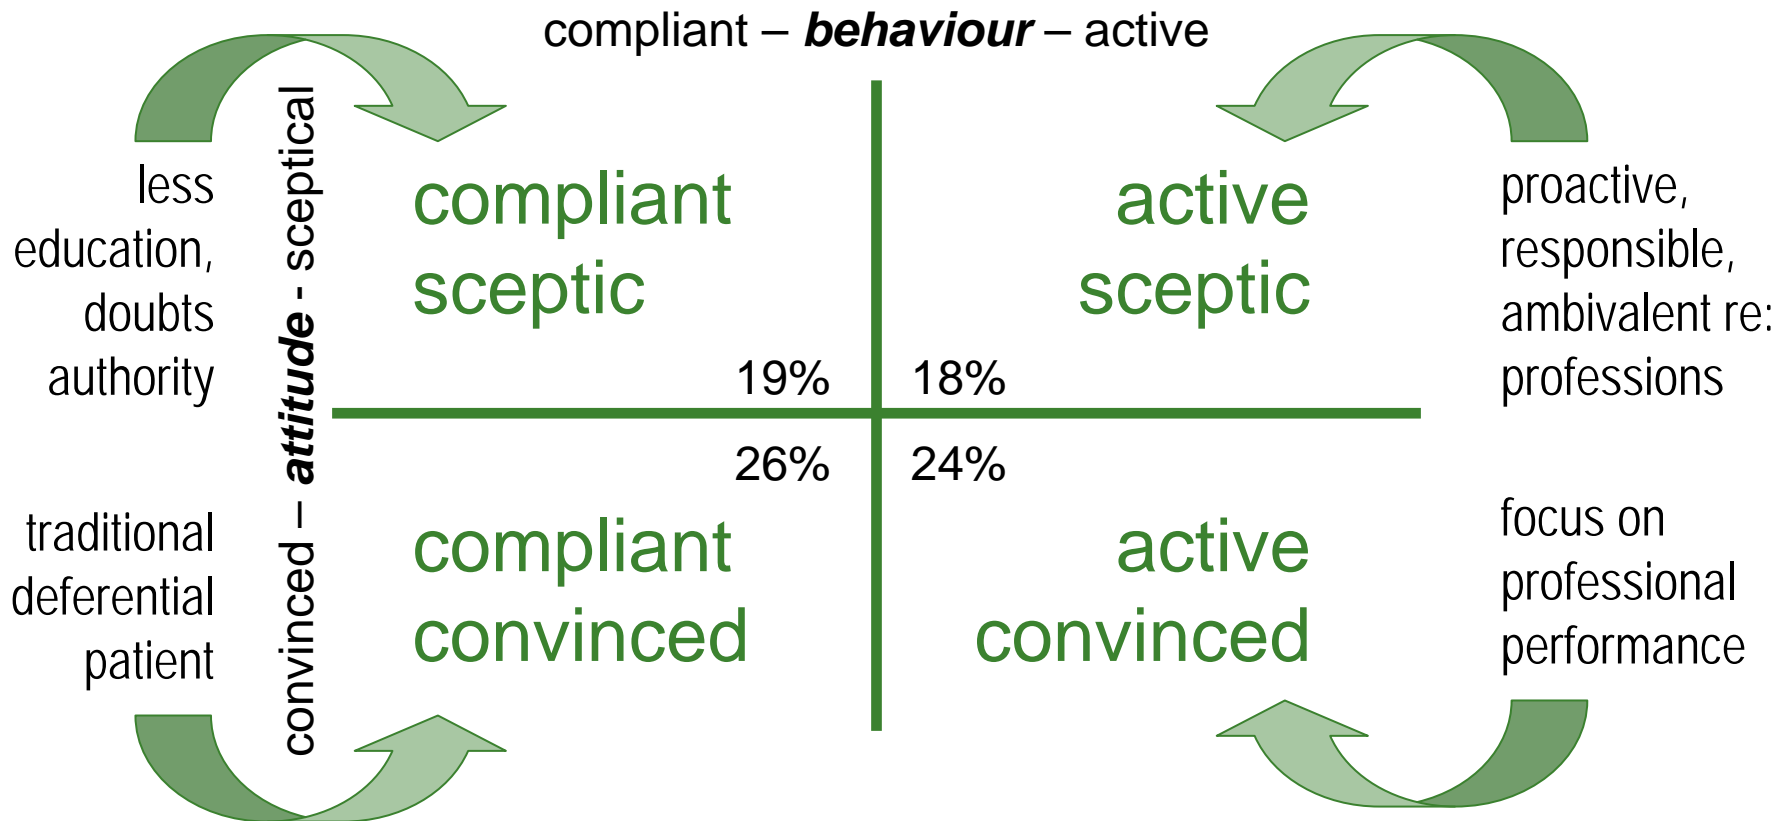 compliant – behaviour – active
convinced – attitude - sceptical
less
education,
doubts
authority
compliant
sceptic
19%
active
sceptic
18%
proactive,
responsible,
ambivalent re:
professions
traditional
deferential
patient
26%
compliant
convinced
24%
active
convinced
focus on
professional
performance